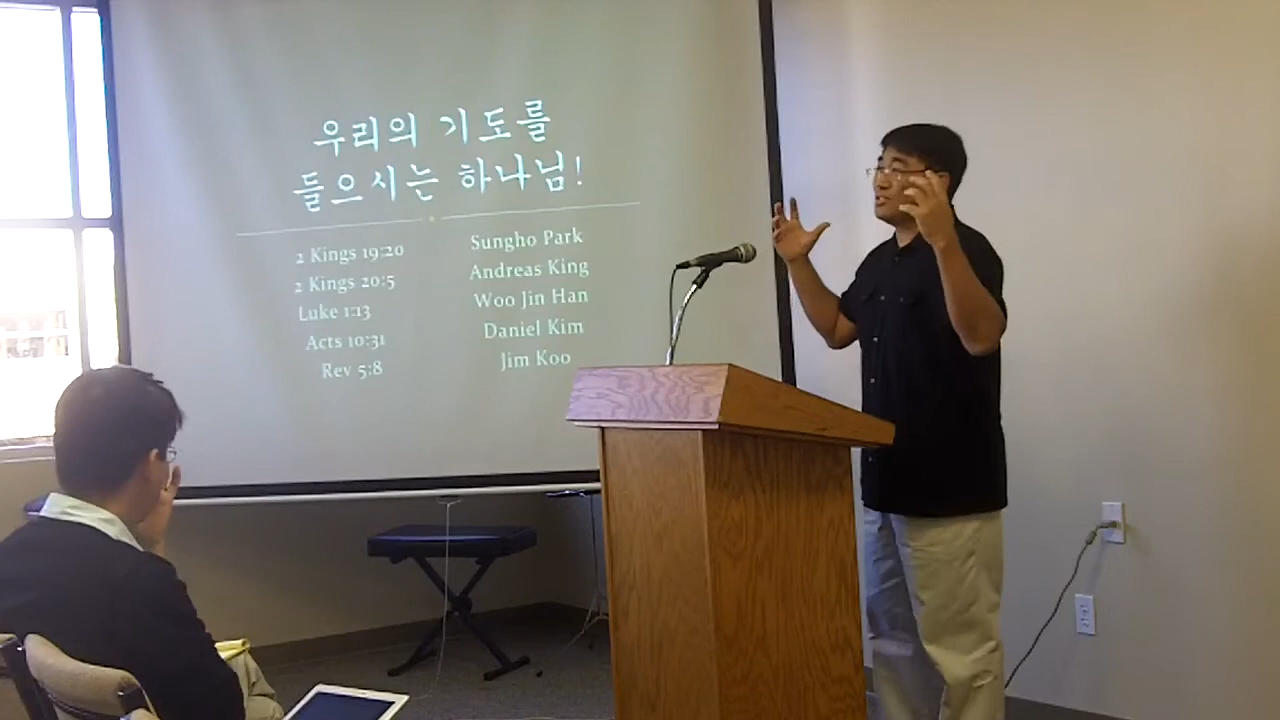 우리의 기도를
들으시는 하나님!
2 Kings 19:20 Sungho Park
2 Kings 20:5 Andreas King
Luke 1:13 Woo Jin Han
Acts 10:31 Daniel Kim
Rev 5:8 Jim Koo